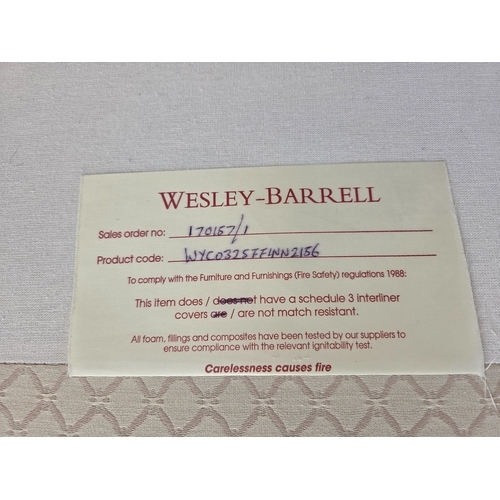 WESLEY-BARRELL
Sales order no: 170157/1
Product code: WYC0325FFLNN2156
To comply with the Furniture and Furnishings (Fire Safety) regulations 1988:
This item does / does not have a schedule 3 interliner
covers are / are not match resistant.
All foam, fillings and composites have been tested by our suppliers to
ensure compliance with the relevant ignitability test.
Carelessness causes fire